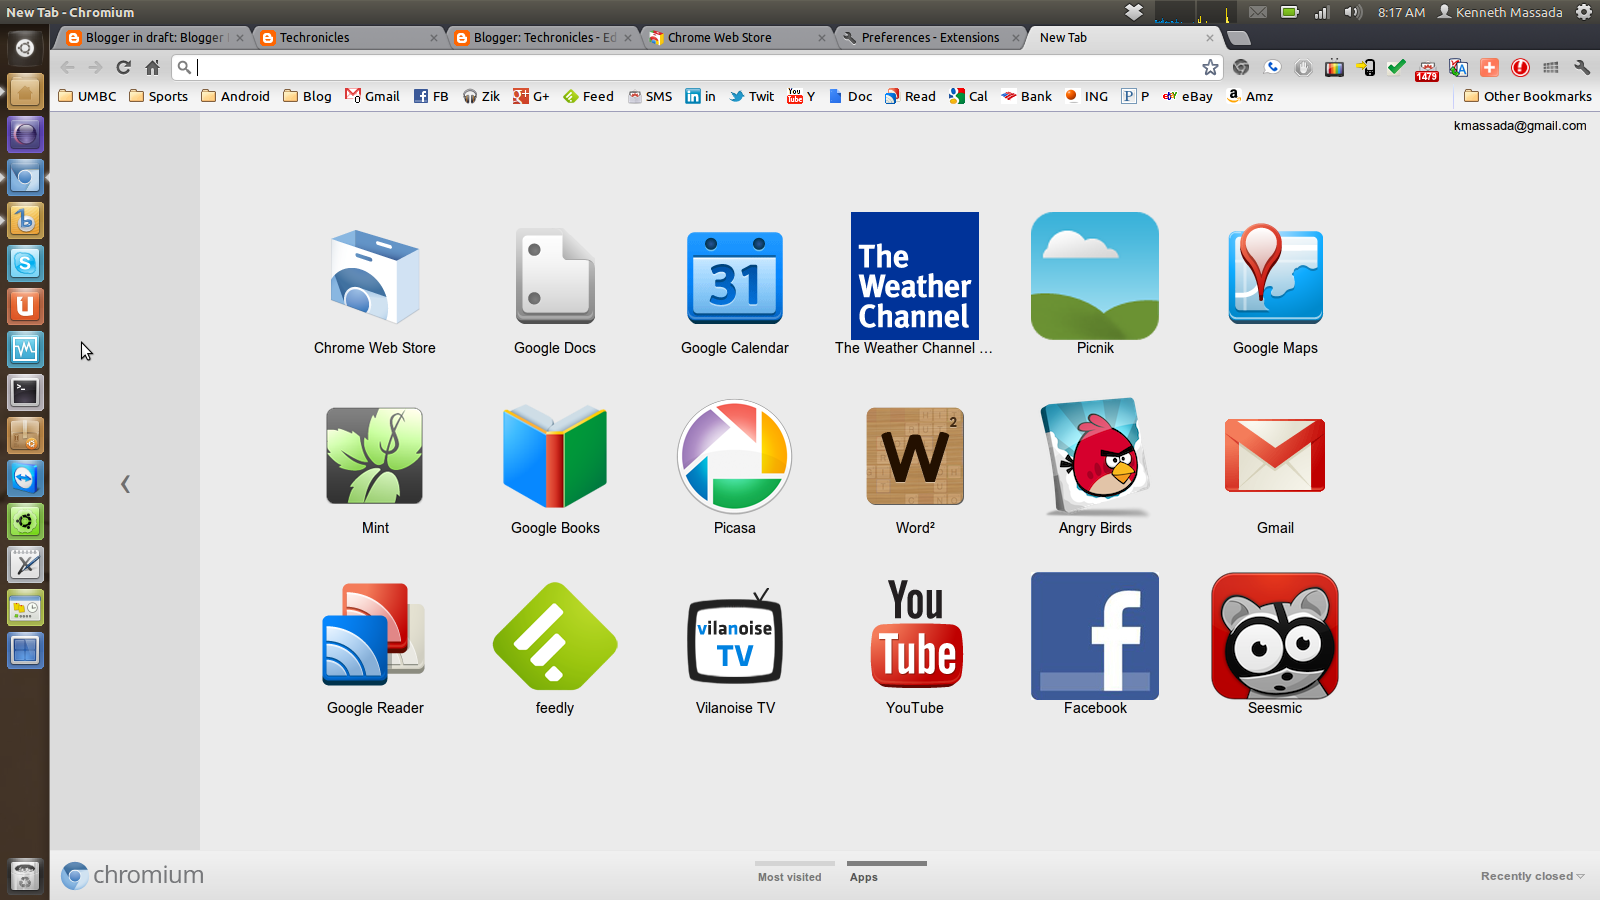 New Tab - Chromium
8:17 AM Kenneth Massada
Blogger in draft: Blogger
Techronicles
Blogger: Techronicles - Ed
Chrome Web Store
Preferences - Extensions
New Tab
1479
UMBC Sports Android Blog Gmail FB Zik G+ Feed SMS in Twit Y Doc Read Cal Bank ING P eBay Amz Other Bookmarks
kmassada@gmail.com
31
The
Weather
Channel
Chrome Web Store Google Docs Google Calendar The Weather Channel ... Picnik Google Maps
W 2
Mint Google Books Picasa Word² Angry Birds Gmail
vilanoise
TV
You
Tube
f
Google Reader feedly Vilanoise TV YouTube Facebook Seesmic
chromium
Most visited Apps
Recently closed